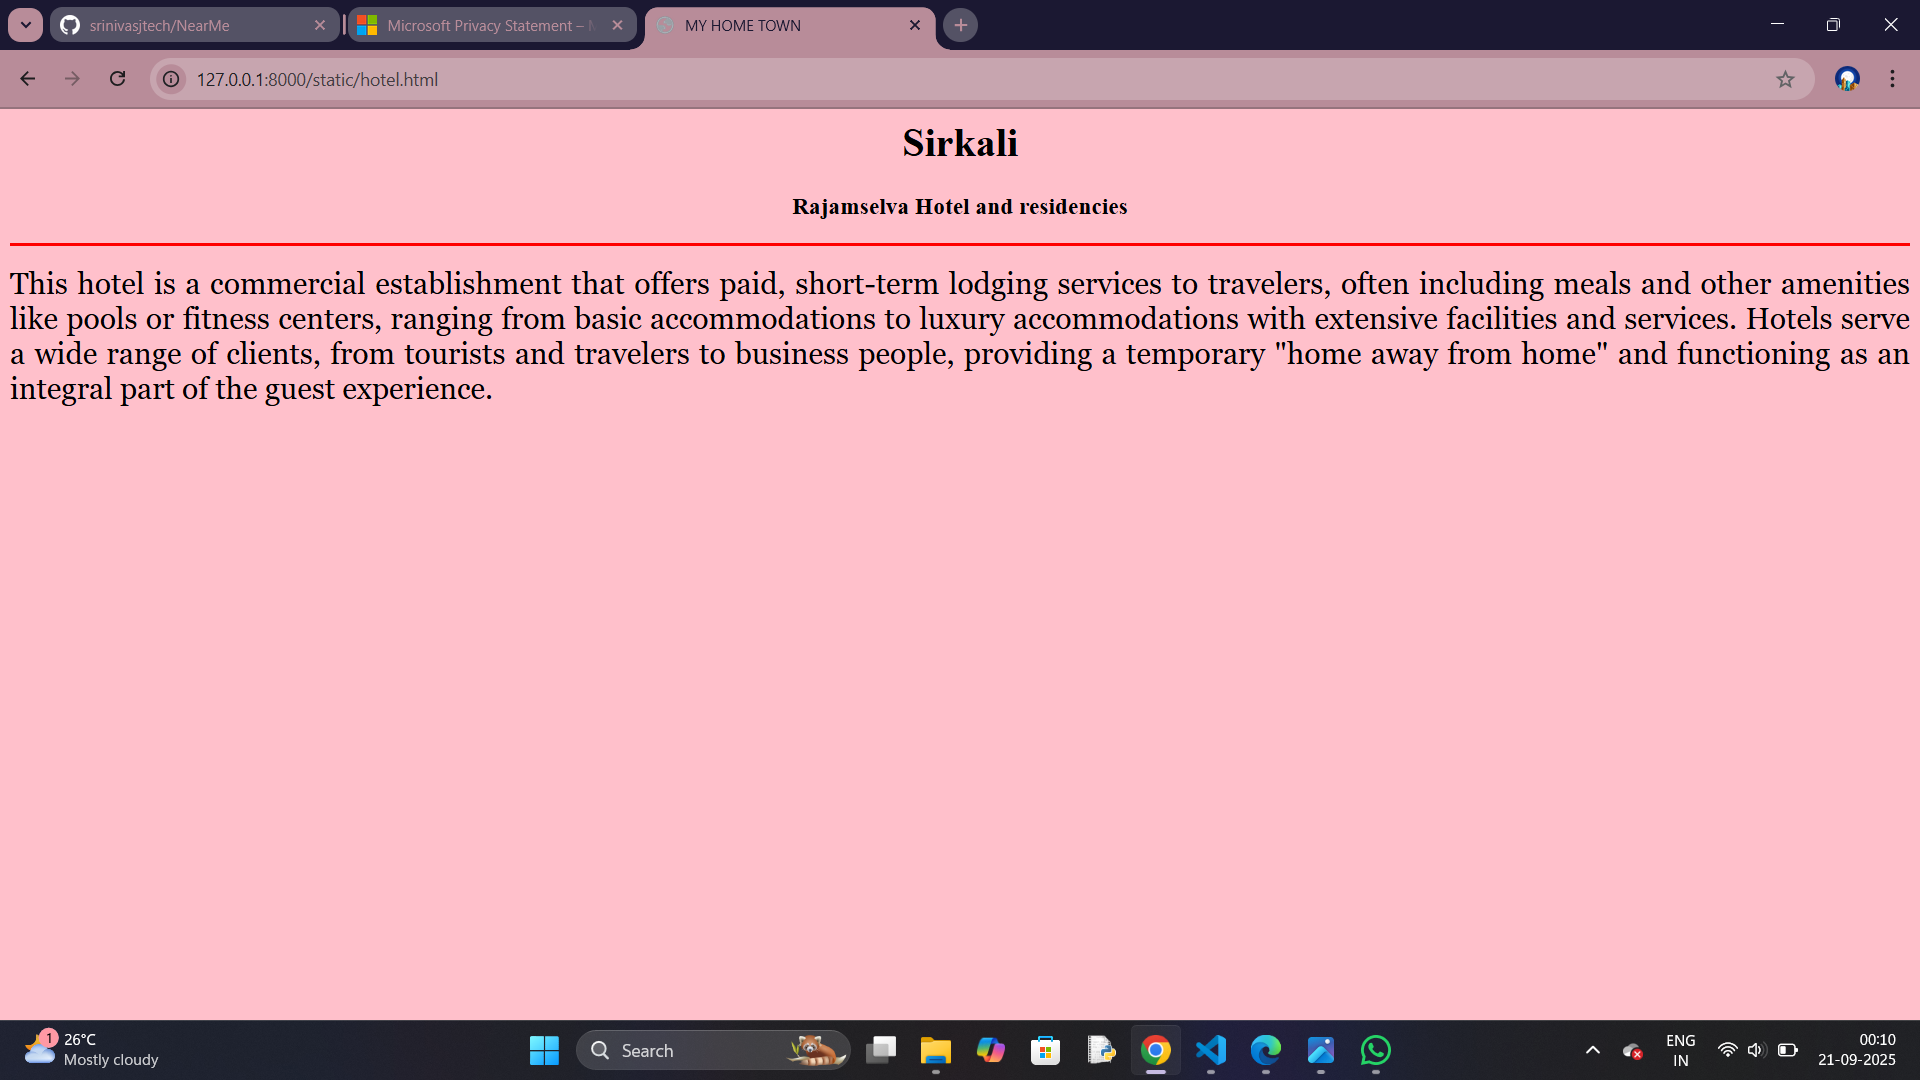 srinivasjtech/NearMe
Microsoft Privacy Statement –
MY HOME TOWN
127.0.0.1:8000/static/hotel.html
Sirkali
Rajamselva Hotel and residencies
This hotel is a commercial establishment that offers paid, short-term lodging services to travelers, often including meals and other amenities
like pools or fitness centers, ranging from basic accommodations to luxury accommodations with extensive facilities and services. Hotels serve
a wide range of clients, from tourists and travelers to business people, providing a temporary "home away from home" and functioning as an
integral part of the guest experience.
1
26°C
Mostly cloudy
Search
ENG
IN
00:10
21-09-2025